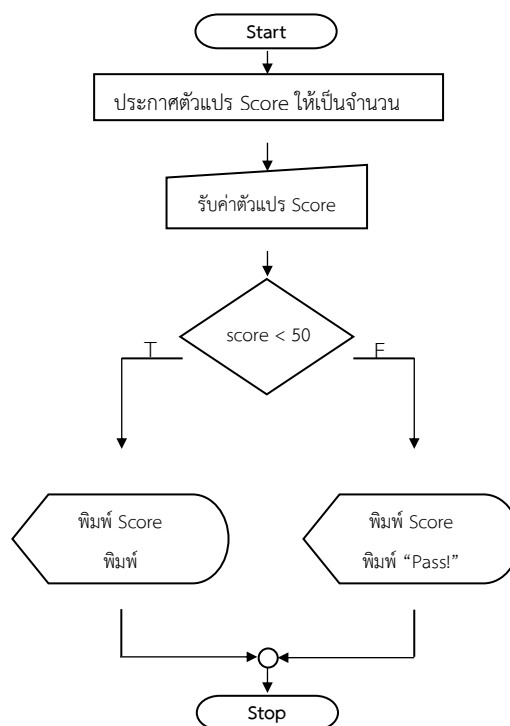 Start
ประกาศตัวแปร Score ให้เป็นจำนวน
รับค่าตัวแปร Score
score < 50
T
F
พิมพ์ Score
พิมพ์
พิมพ์ Score
พิมพ์ “Pass!”
Stop